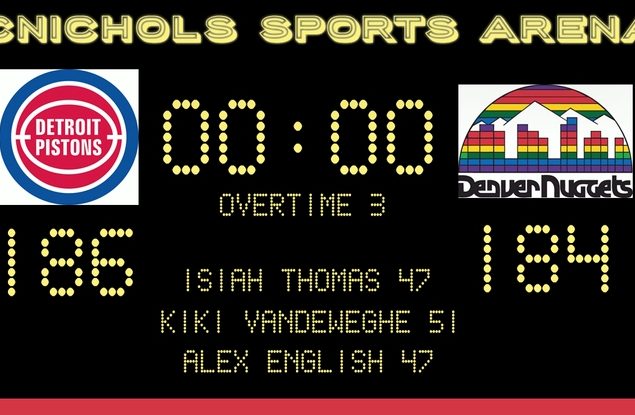 CNICHOLS SPORTS ARENA
DETROIT
PISTONS
00:00
Denver Nuggets
OVERTIME 3
186
184
ISIAH THOMAS 47
KIKI VANDEWEGHE 51
ALEX ENGLISH 47